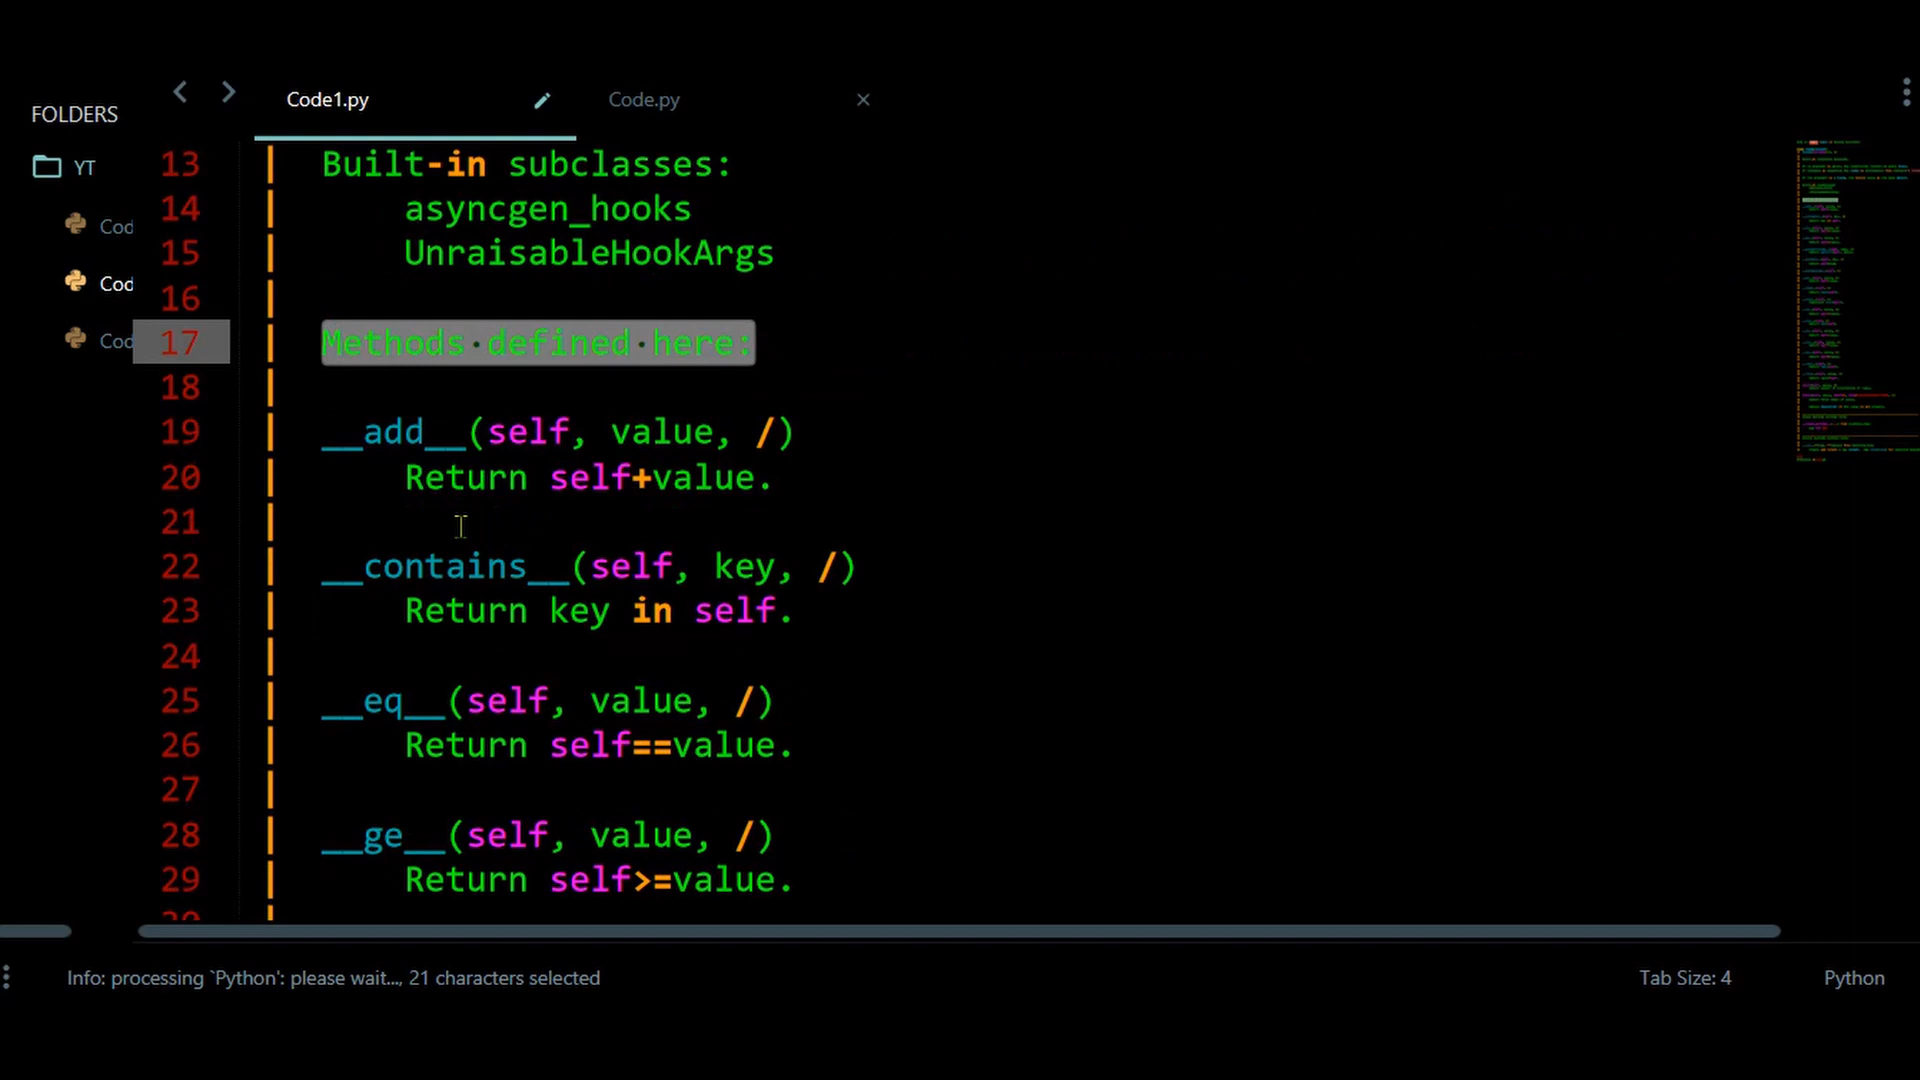 FOLDERS
YT
Cod
Cod
Cod
Code1.py
Code.py
13 | Built-in subclasses:
14 | asyncgen_hooks
15 | UnraisableHookArgs
16 |
17 | Methods·defined·here:
18 |
19 | __add__(self, value, /)
20 | Return self+value.
21 |
22 | __contains__(self, key, /)
23 | Return key in self.
24 |
25 | __eq__(self, value, /)
26 | Return self==value.
27 |
28 | __ge__(self, value, /)
29 | Return self>=value.
Info: processing `Python': please wait..., 21 characters selected
Tab Size: 4
Python